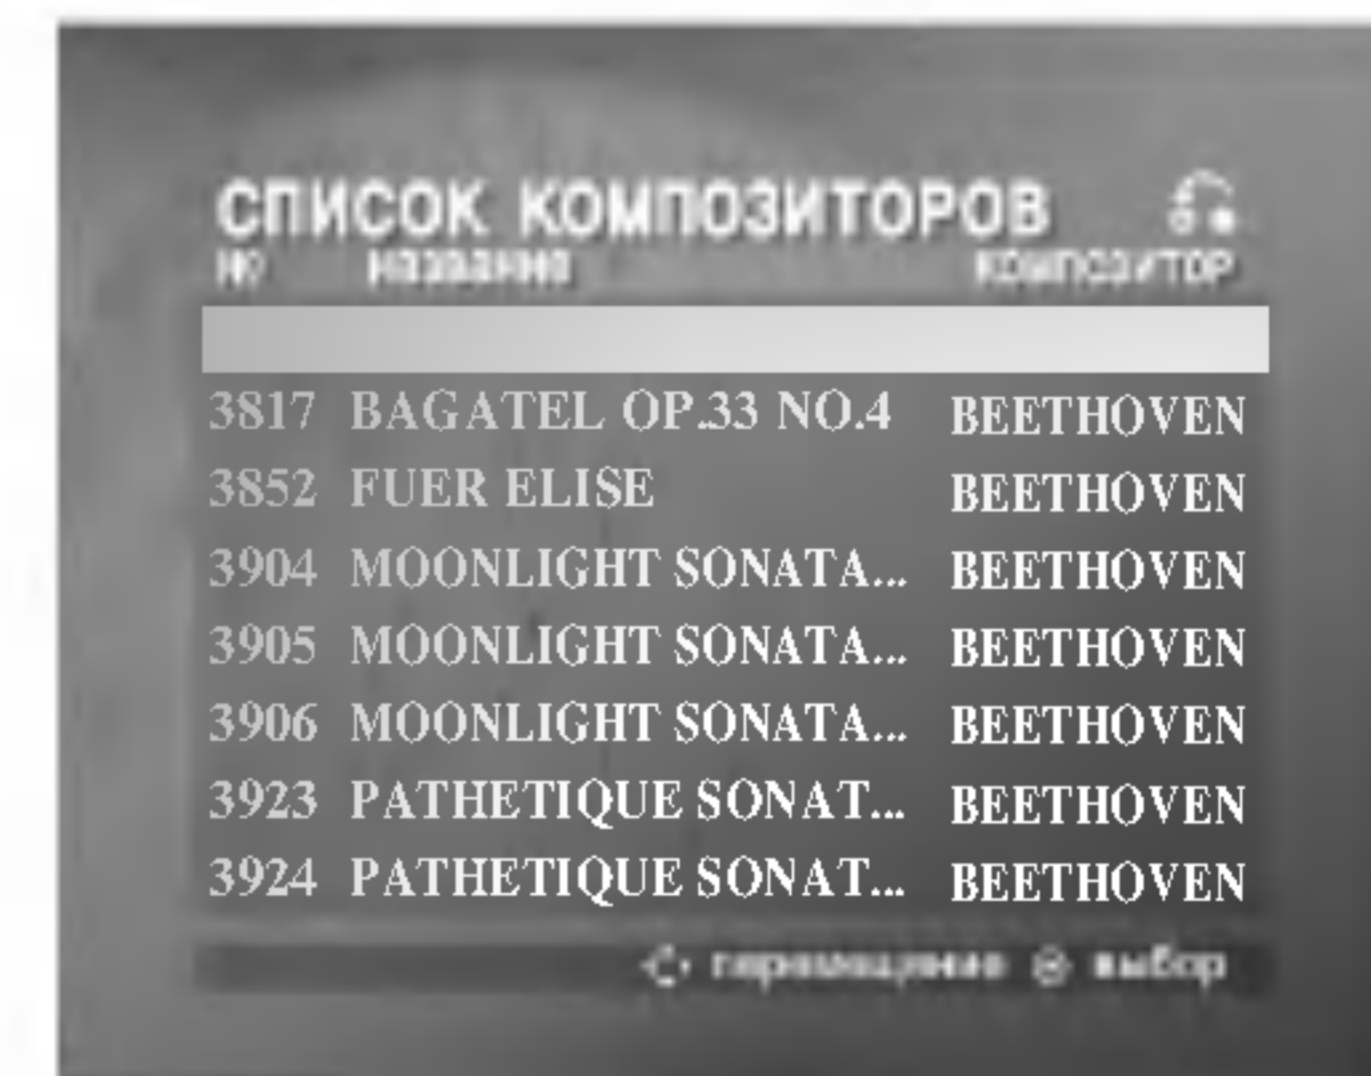 СПИСОК КОМПОЗИТОРОВ
№ название композитор
3817 BAGATEL OP.33 NO.4 BEETHOVEN
3852 FUER ELISE BEETHOVEN
3904 MOONLIGHT SONATA... BEETHOVEN
3905 MOONLIGHT SONATA... BEETHOVEN
3906 MOONLIGHT SONATA... BEETHOVEN
3923 PATHETIQUE SONAT... BEETHOVEN
3924 PATHETIQUE SONAT... BEETHOVEN
перемещение выбор